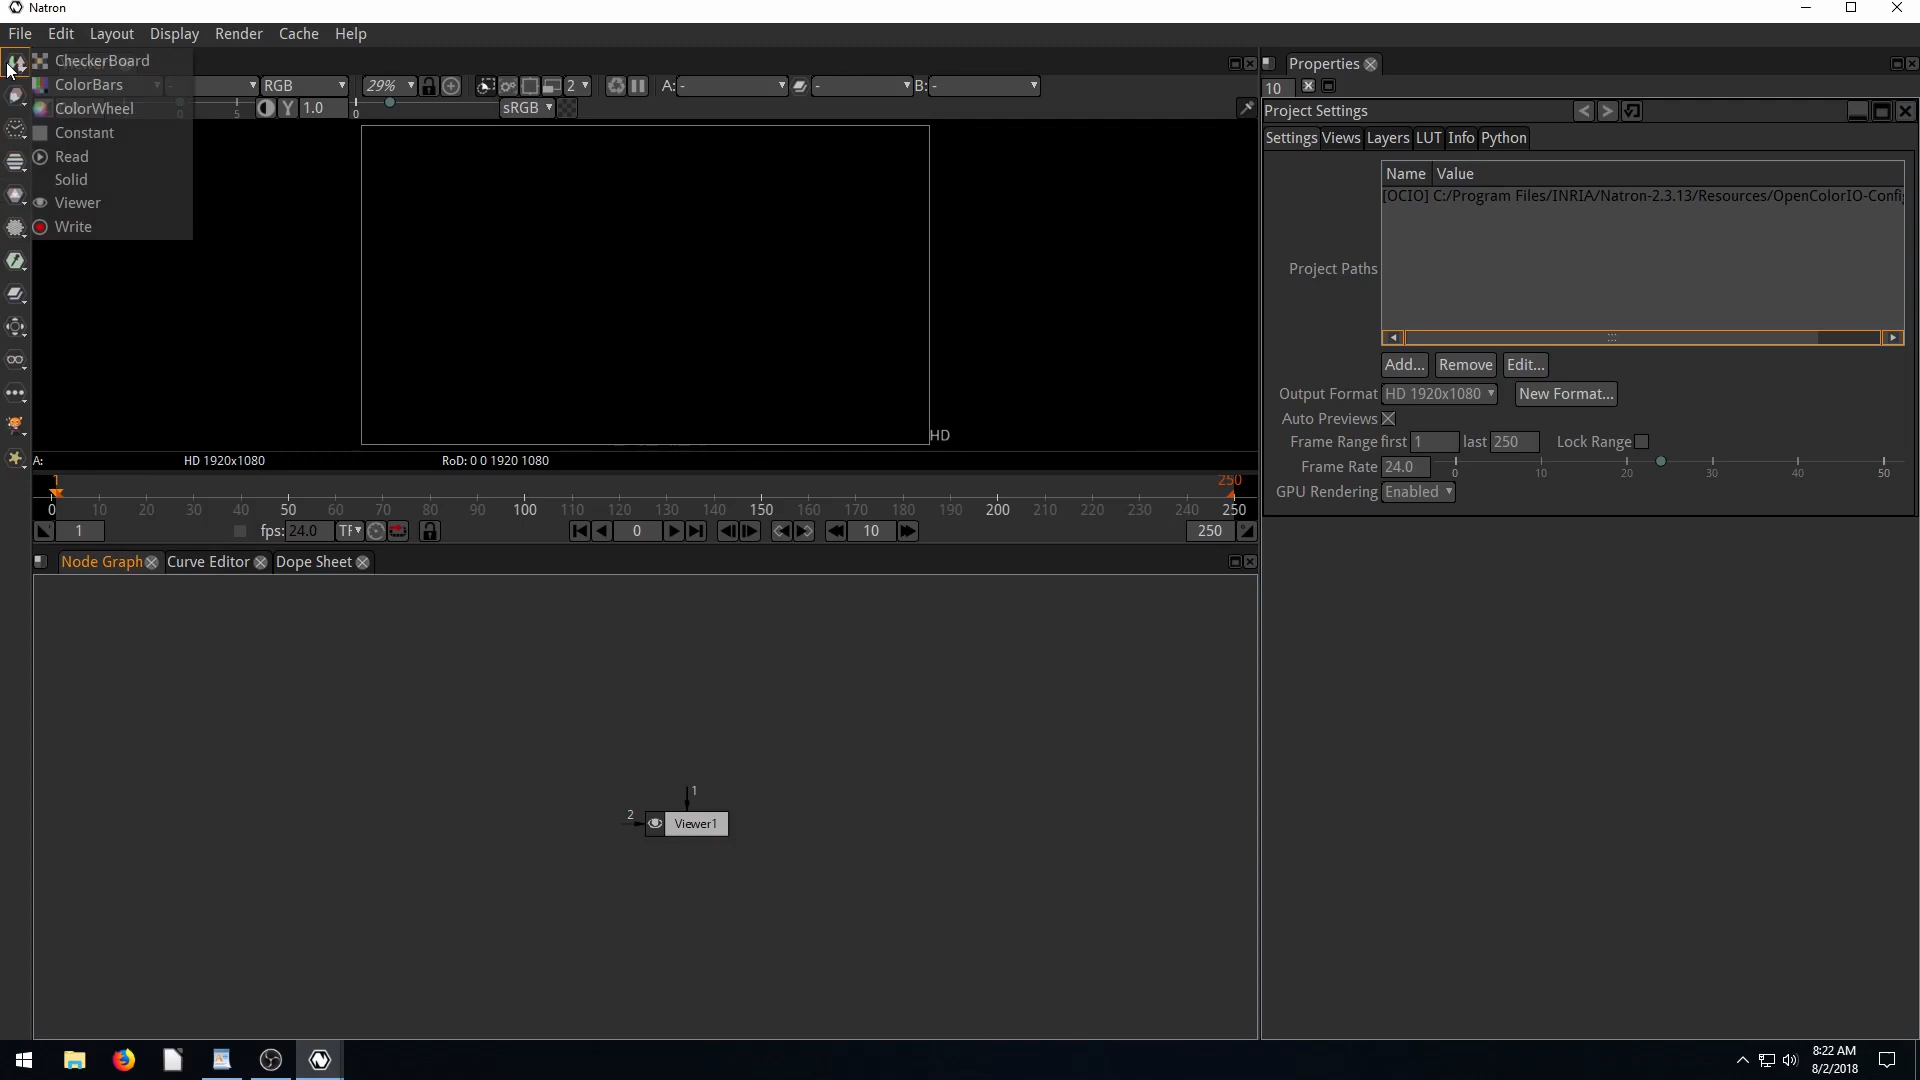 Natron
File Edit Layout Display Render Cache Help
CheckerBoard
ColorBars
ColorWheel
Constant
Read
Solid
Viewer
Write
- RGB 29% 2 A: - - B: -
0 5 Y 1.0 0 sRGB
HD
A: HD 1920x1080 RoD: 0 0 1920 1080
1 250
0 10 20 30 40 50 60 70 80 90 100 110 120 130 140 150 160 170 180 190 200 210 220 230 240 250
1 fps: 24.0 TF 0 10 250
Node Graph Curve Editor Dope Sheet
1
2 Viewer1
Properties
10
Project Settings
Settings Views Layers LUT Info Python
Name Value
[OCIO] C:/Program Files/INRIA/Natron-2.3.13/Resources/OpenColorIO-Config
Project Paths
Add... Remove Edit...
Output Format HD 1920x1080 New Format...
Auto Previews
Frame Range first 1 last 250 Lock Range
Frame Rate 24.0 0 10 20 30 40 50
GPU Rendering Enabled
8:22 AM
8/2/2018